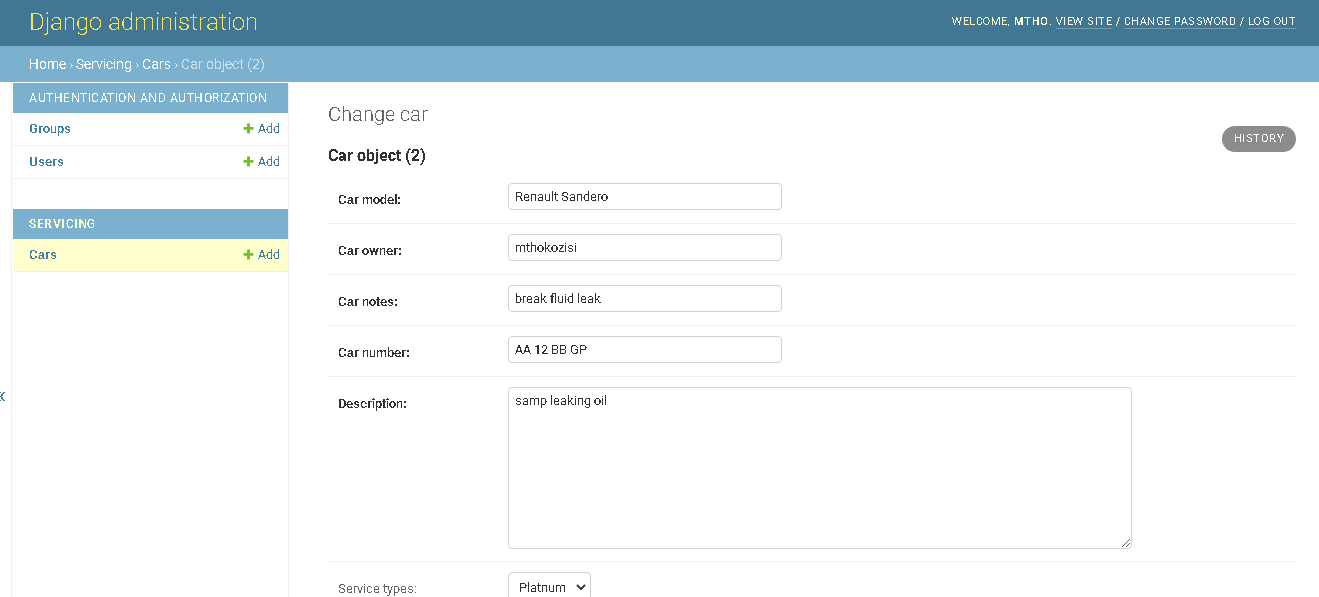 Django administration
WELCOME, MTHO. VIEW SITE / CHANGE PASSWORD / LOG OUT
Home › Servicing › Cars › Car object (2)
AUTHENTICATION AND AUTHORIZATION
Groups + Add
Users + Add
SERVICING
Cars + Add
Change car
HISTORY
Car object (2)
Car model: Renault Sandero
Car owner: mthokozisi
Car notes: break fluid leak
Car number: AA 12 BB GP
Description: samp leaking oil
Service types: Platnum